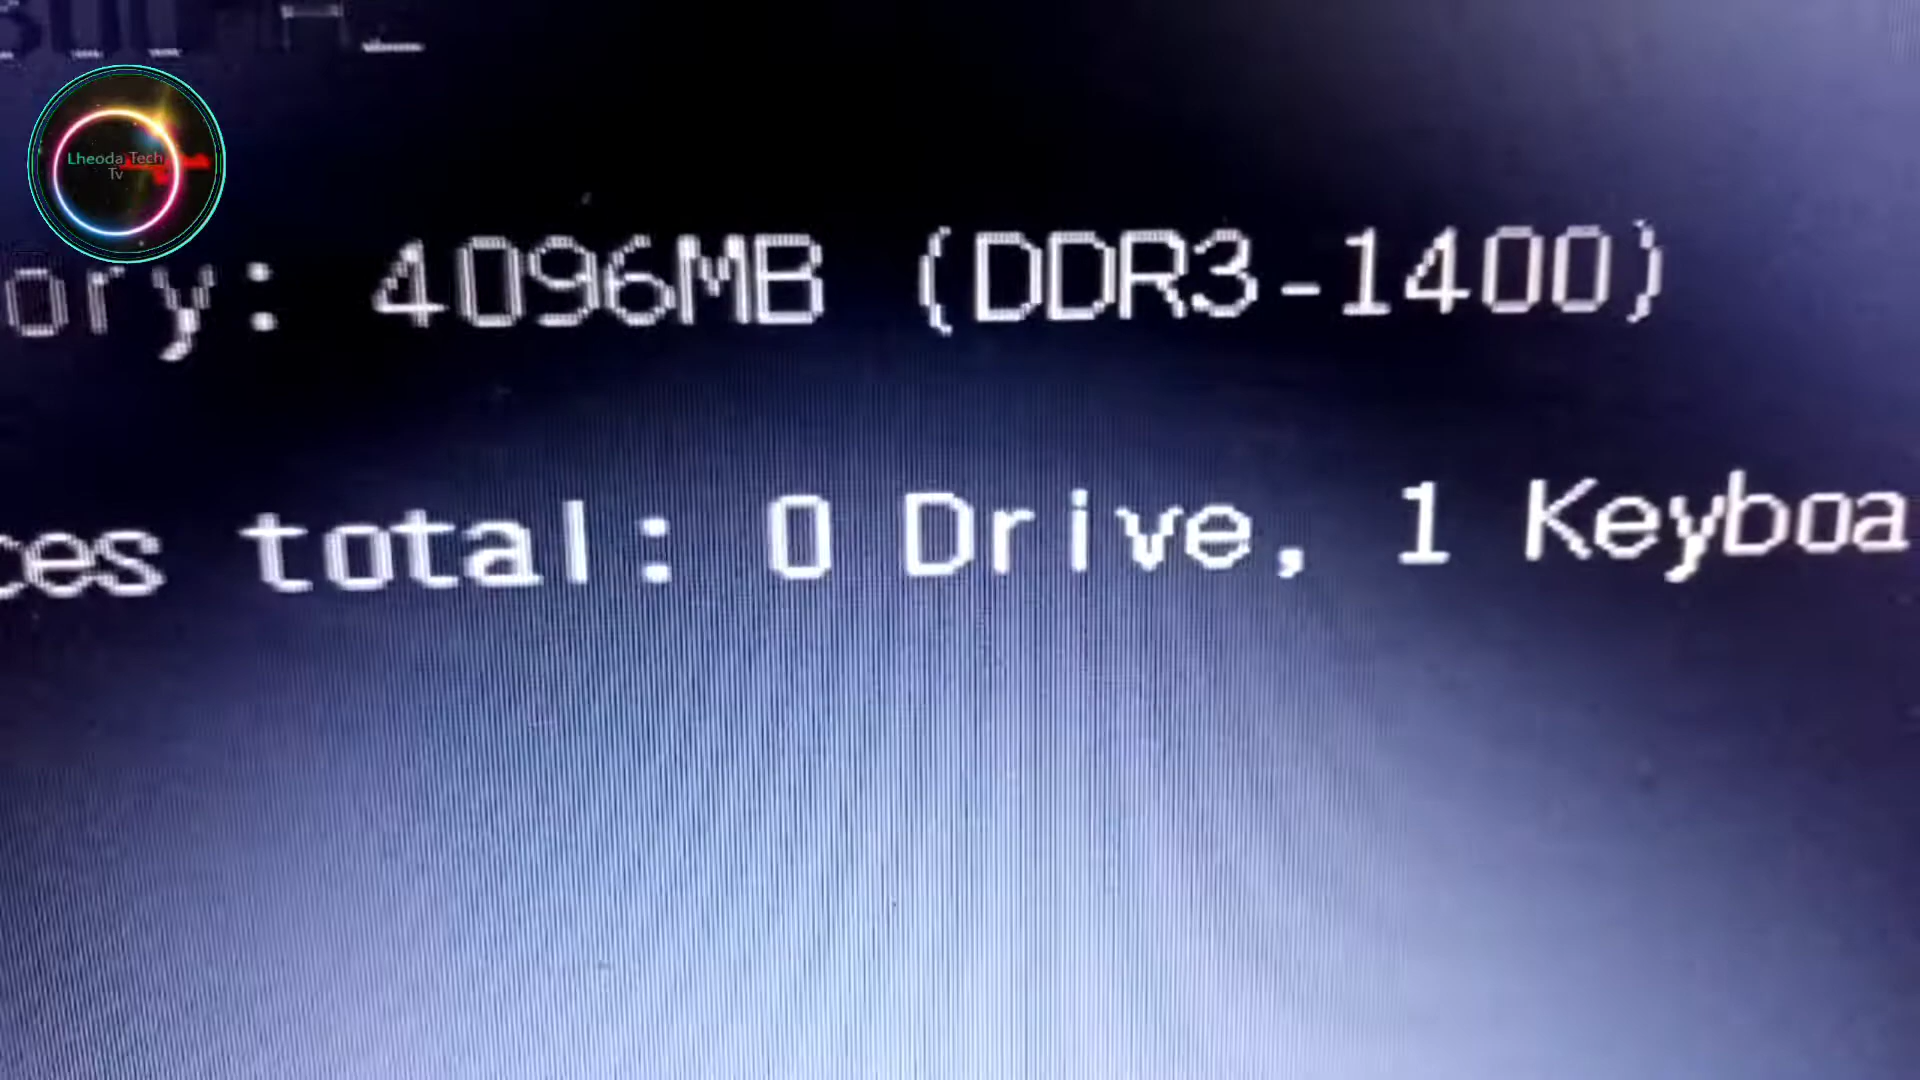 Lheoda Tech
Tv
ory: 4096MB (DDR3-1400)
ces total: 0 Drive, 1 Keyboa